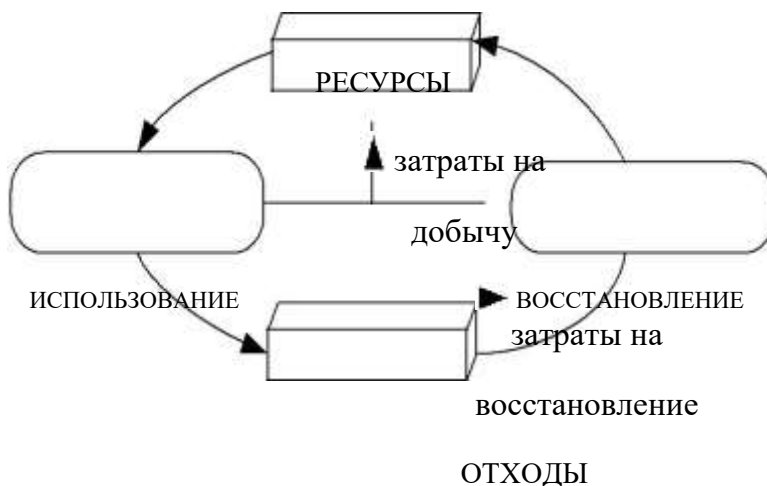 РЕСУРСЫ
затраты на
добычу
ИСПОЛЬЗОВАНИЕ
ВОССТАНОВЛЕНИЕ
затраты на
восстановление
ОТХОДЫ